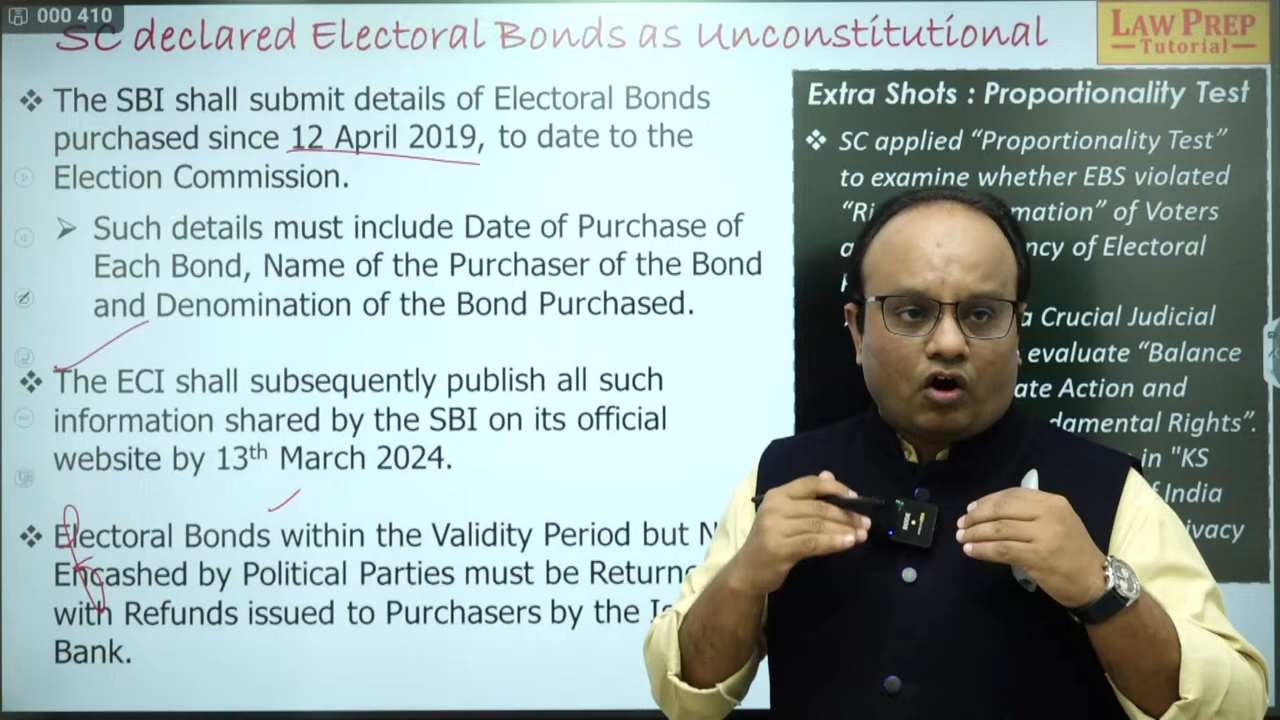 000 410
SC declared Electoral Bonds as Unconstitutional
LAW PREP
Tutorial
❖ The SBI shall submit details of Electoral Bonds
purchased since 12 April 2019, to date to the
Election Commission.
➢ Such details must include Date of Purchase of
Each Bond, Name of the Purchaser of the Bond
and Denomination of the Bond Purchased.
❖ The ECI shall subsequently publish all such
information shared by the SBI on its official
website by 13th March 2024.
❖ Electoral Bonds within the Validity Period but
Encashed by Political Parties must be
with Refunds issued to Purchasers by the
Bank.
Extra Shots : Proportionality Test
❖ SC applied “Proportionality Test”
to examine whether EBS violated
of Voters
of Electoral
a Crucial Judicial
evaluate “Balance
Action and
Rights”.
in "KS
India